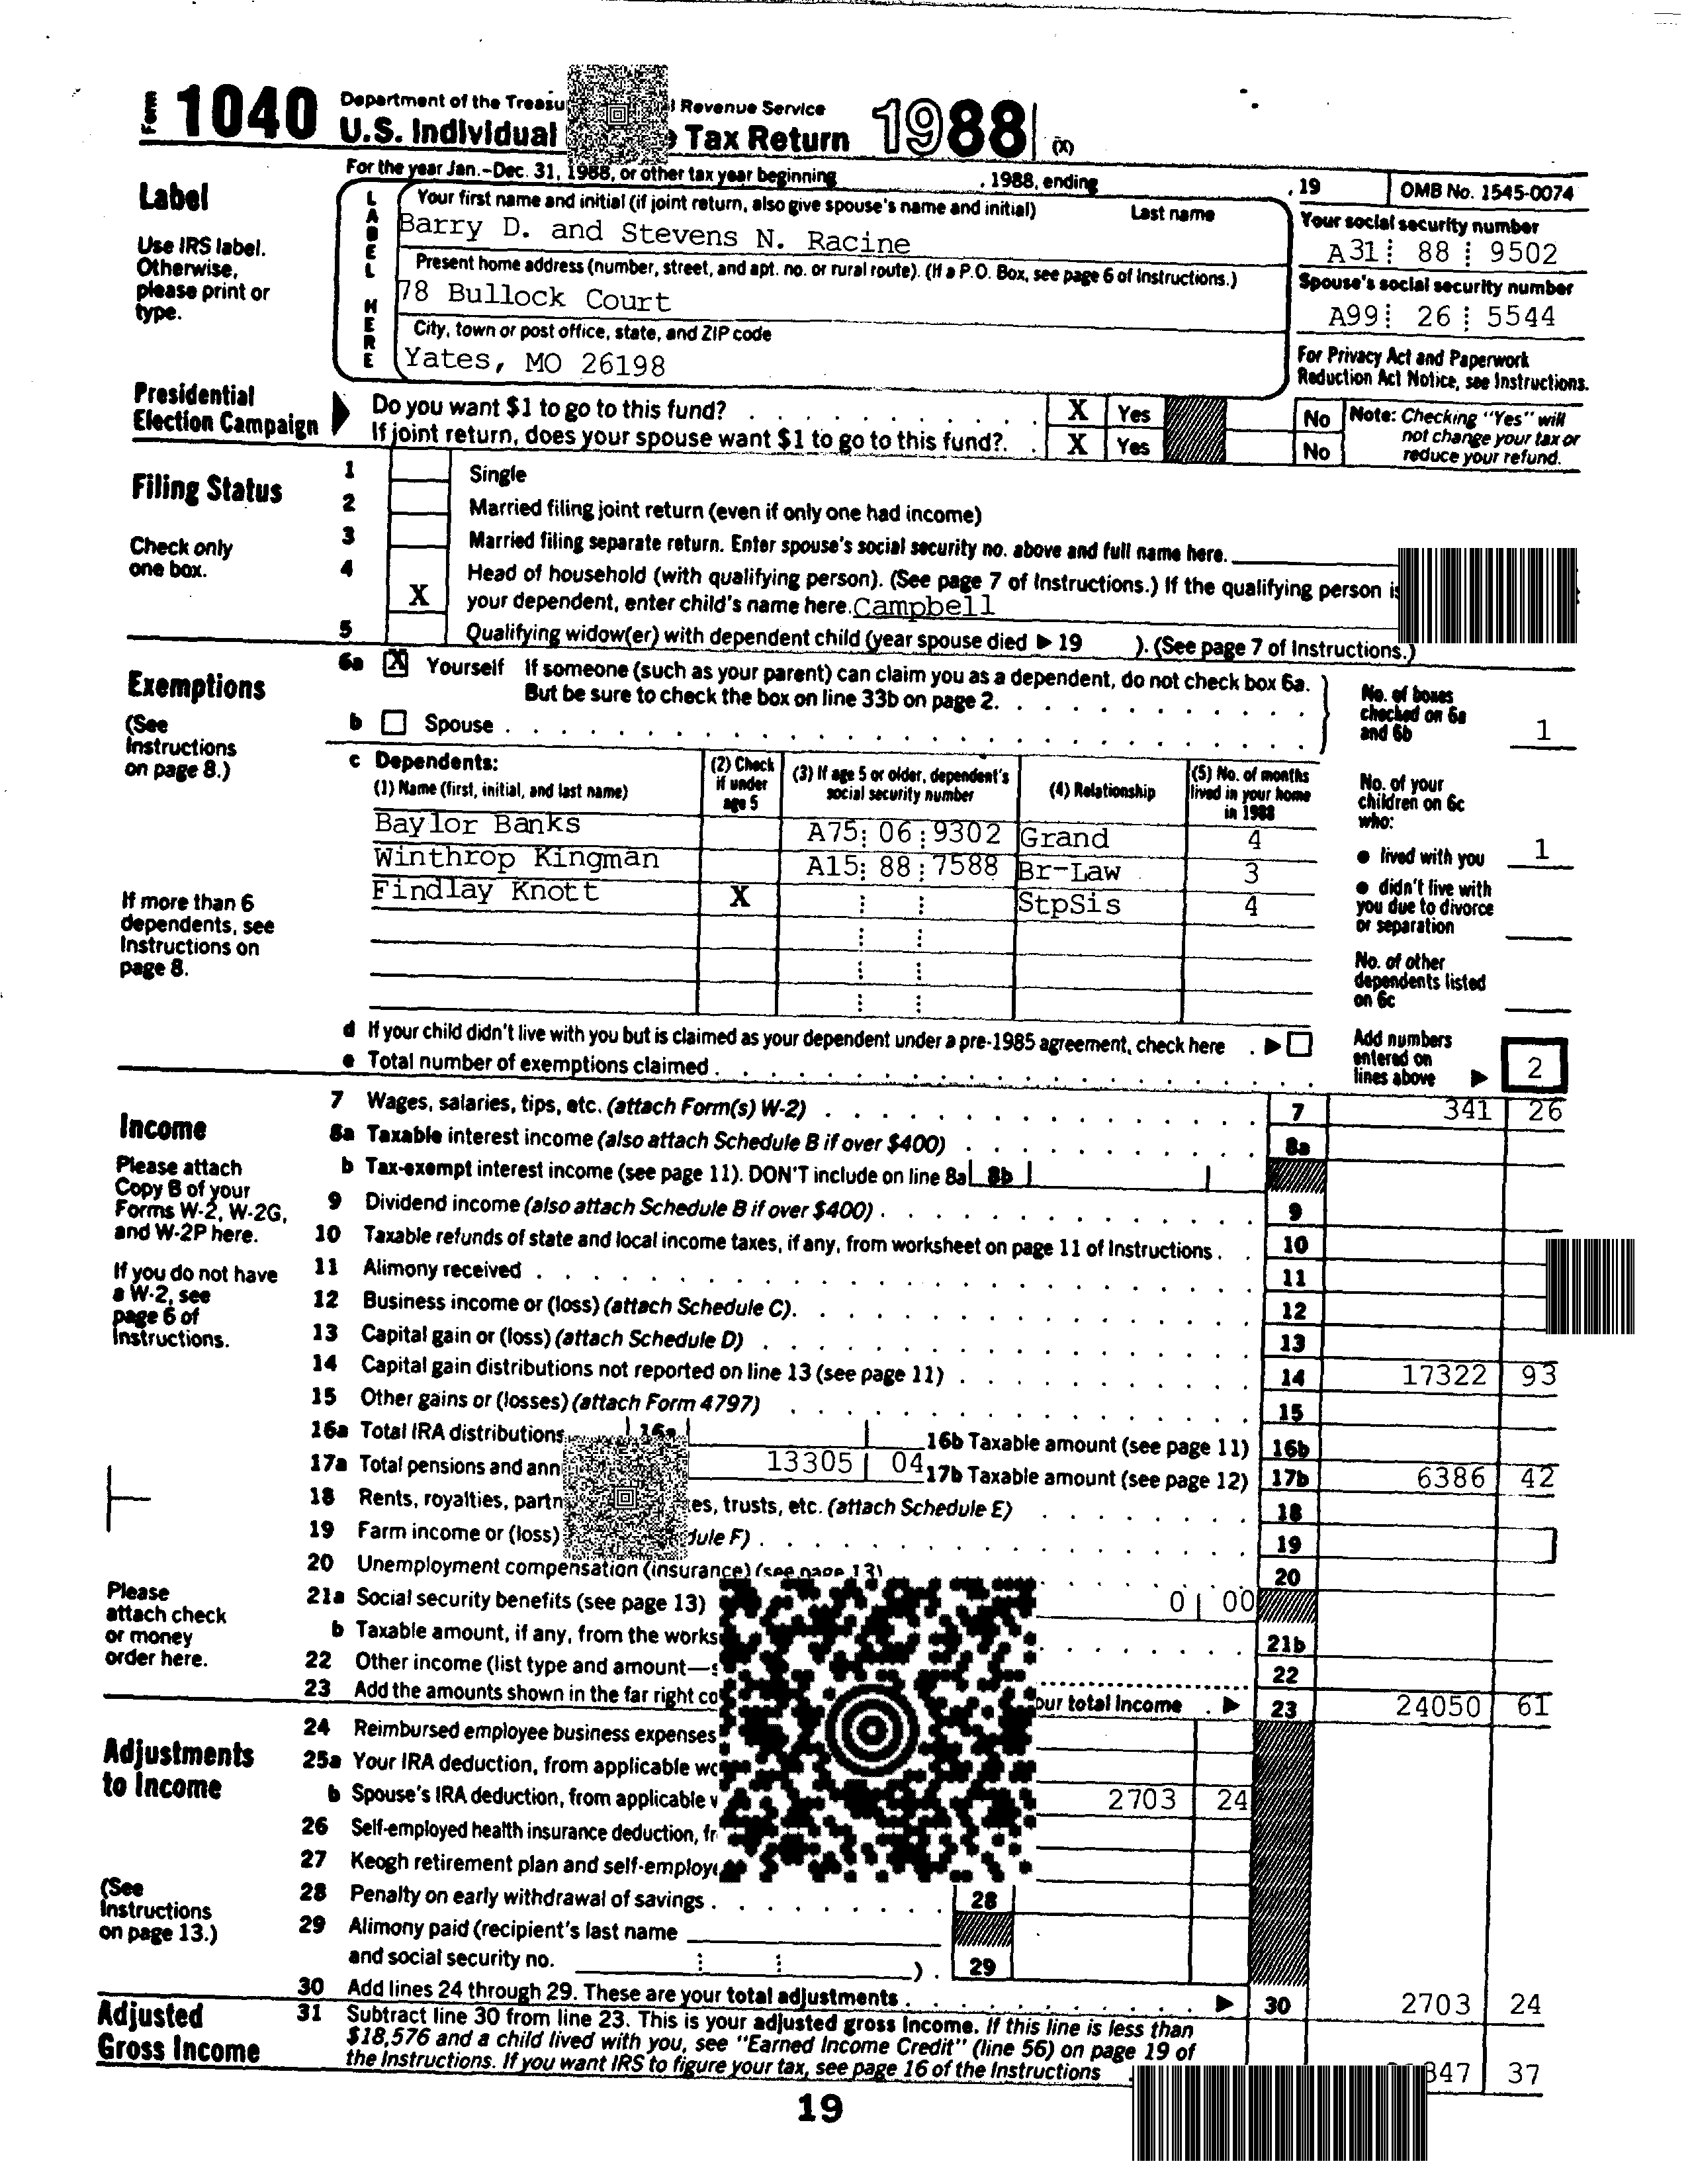 Form 1040 Department of the Treasu Revenue Service
U.S. Individual Tax Return 1988 (X)
For the year Jan.-Dec. 31, 1988, or other tax year beginning , 1988, ending , 19 OMB No. 1545-0074
Label
Use IRS label.
Otherwise,
please print or
type.
LABEL HERE
Your first name and initial (if joint return, also give spouse's name and initial) Last name
Barry D. and Stevens N. Racine
Your social security number
A31 88 9502
Present home address (number, street, and apt. no. or rural route). (If a P.O. Box, see page 6 of Instructions.)
78 Bullock Court
Spouse's social security number
A99 26 5544
City, town or post office, state, and ZIP code
Yates, MO 26198
For Privacy Act and Paperwork
Reduction Act Notice, see Instructions.
Presidential
Election Campaign
Do you want $1 to go to this fund? X Yes No
If joint return, does your spouse want $1 to go to this fund?. X Yes No
Note: Checking "Yes" will
not change your tax or
reduce your refund.
Filing Status
Check only
one box.
1 Single
2 Married filing joint return (even if only one had income)
3 Married filing separate return. Enter spouse's social security no. above and full name here.
4 Head of household (with qualifying person). (See page 7 of Instructions.) If the qualifying person is
X your dependent, enter child's name here. Campbell
5 Qualifying widow(er) with dependent child (year spouse died ▶ 19 ). (See page 7 of Instructions.)
Exemptions
(See
Instructions
on page 8.)
6a X Yourself If someone (such as your parent) can claim you as a dependent, do not check box 6a.
But be sure to check the box on line 33b on page 2.
b Spouse
No. of boxes
checked on 6a
and 6b 1
c Dependents:
(1) Name (first, initial, and last name) (2) Check if under age 5 (3) If age 5 or older, dependent's social security number (4) Relationship (5) No. of months lived in your home in 1988
Baylor Banks A75 06 9302 Grand 4
Winthrop Kingman A15 88 7588 Br-Law 3
Findlay Knott X StpSis 4
If more than 6
dependents, see
Instructions on
page 8.
No. of your
children on 6c
who:
● lived with you 1
● didn't live with
you due to divorce
or separation
No. of other
dependents listed
on 6c
d If your child didn't live with you but is claimed as your dependent under a pre-1985 agreement, check here . ▶
e Total number of exemptions claimed
Add numbers
entered on
lines above ▶ 2
Income
Please attach
Copy B of your
Forms W-2, W-2G,
and W-2P here.
If you do not have
a W-2, see
page 6 of
Instructions.
7 Wages, salaries, tips, etc. (attach Form(s) W-2) 7 341 26
8a Taxable interest income (also attach Schedule B if over $400) 8a
b Tax-exempt interest income (see page 11). DON'T include on line 8a 8b
9 Dividend income (also attach Schedule B if over $400) 9
10 Taxable refunds of state and local income taxes, if any, from worksheet on page 11 of Instructions. 10
11 Alimony received 11
12 Business income or (loss) (attach Schedule C). 12
13 Capital gain or (loss) (attach Schedule D) 13
14 Capital gain distributions not reported on line 13 (see page 11) 14 17322 93
15 Other gains or (losses) (attach Form 4797) 15
16a Total IRA distributions 16a 16b Taxable amount (see page 11) 16b
17a Total pensions and ann 13305 04 17b Taxable amount (see page 12) 17b 6386 42
18 Rents, royalties, partn es, trusts, etc. (attach Schedule E) 18
19 Farm income or (loss) dule F) 19
20 Unemployment compensation (insurance) (see page 13) 20
21a Social security benefits (see page 13) 0 00
b Taxable amount, if any, from the works 21b
22 Other income (list type and amount— 22
23 Add the amounts shown in the far right co our total income . ▶ 23 24050 61
Please
attach check
or money
order here.
Adjustments
to Income
(See
Instructions
on page 13.)
24 Reimbursed employee business expenses
25a Your IRA deduction, from applicable wo
b Spouse's IRA deduction, from applicable w 2703 24
26 Self-employed health insurance deduction, fr
27 Keogh retirement plan and self-employe
28 Penalty on early withdrawal of savings 28
29 Alimony paid (recipient's last name
and social security no. ). 29
30 Add lines 24 through 29. These are your total adjustments ▶ 30 2703 24
Adjusted
Gross Income
31 Subtract line 30 from line 23. This is your adjusted gross income. If this line is less than
$18,576 and a child lived with you, see "Earned Income Credit" (line 56) on page 19 of
the Instructions. If you want IRS to figure your tax, see page 16 of the Instructions 347 37
19